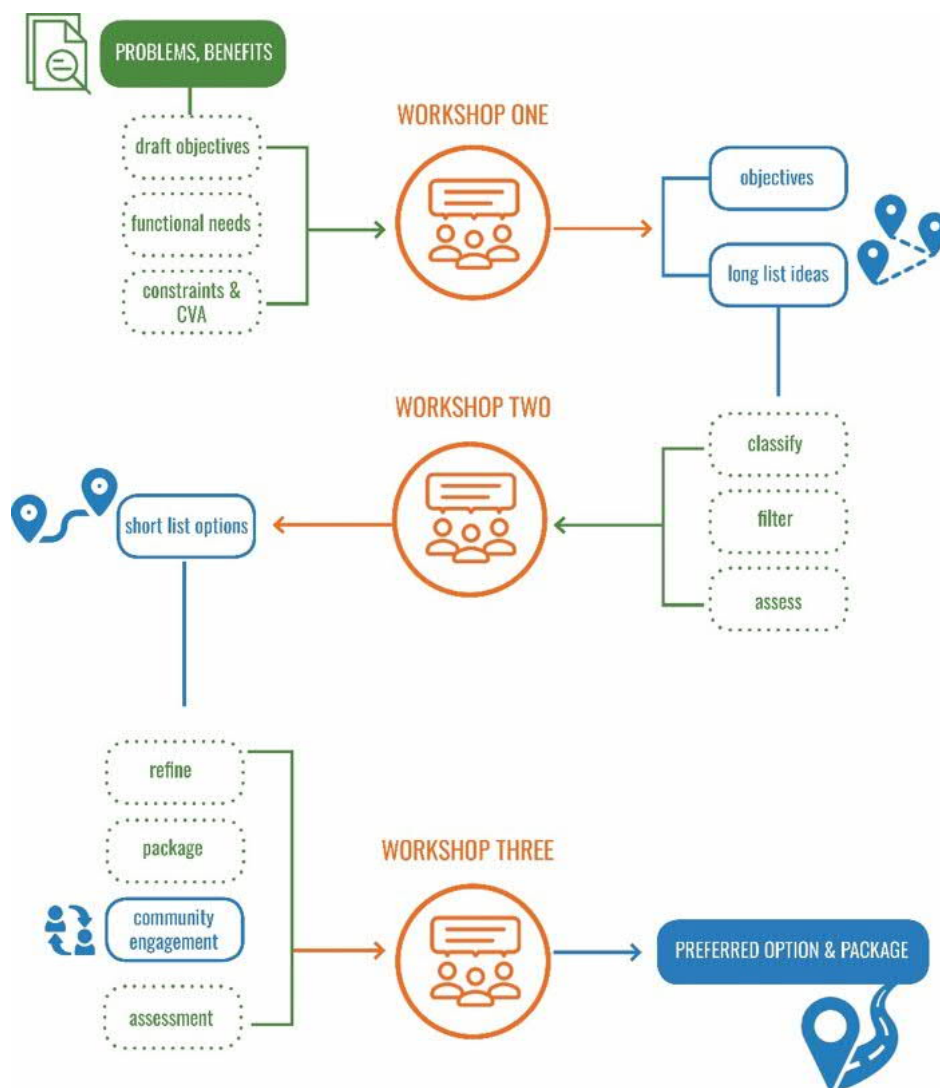 PROBLEMS, BENEFITS
draft objectives
functional needs
constraints &
CVA
WORKSHOP ONE
objectives
long list ideas
WORKSHOP TWO
classify
filter
assess
short list options
refine
package
community
engagement
assessment
WORKSHOP THREE
PREFERRED OPTION & PACKAGE